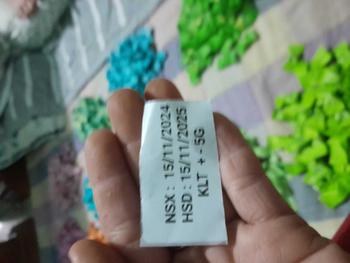 NSX : 15/11/2024
HSD : 15/11/2025
KLT + - 5G